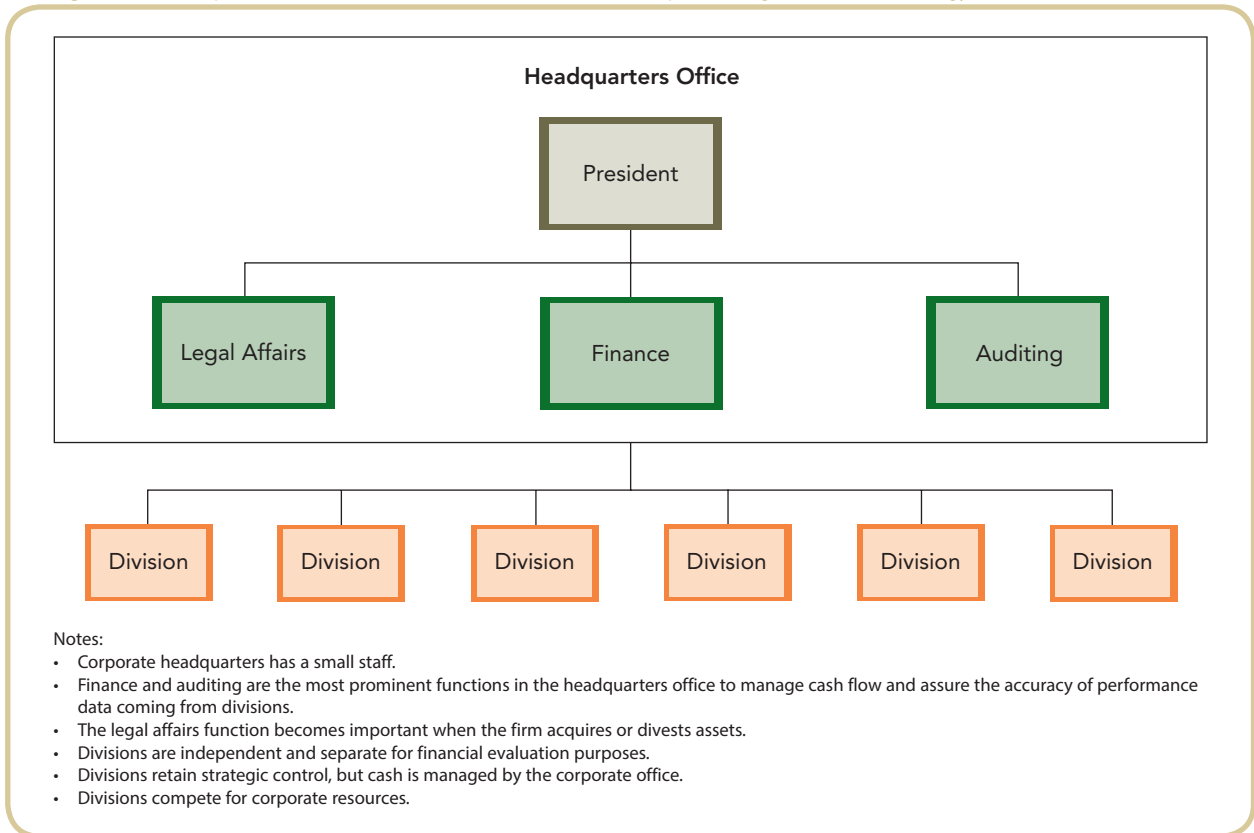 Headquarters Office
President
Legal Affairs
Finance
Auditing
Division
Division
Division
Division
Division
Division
Notes:
• Corporate headquarters has a small staff.
• Finance and auditing are the most prominent functions in the headquarters office to manage cash flow and assure the accuracy of performance
data coming from divisions.
• The legal affairs function becomes important when the firm acquires or divests assets.
• Divisions are independent and separate for financial evaluation purposes.
• Divisions retain strategic control, but cash is managed by the corporate office.
• Divisions compete for corporate resources.